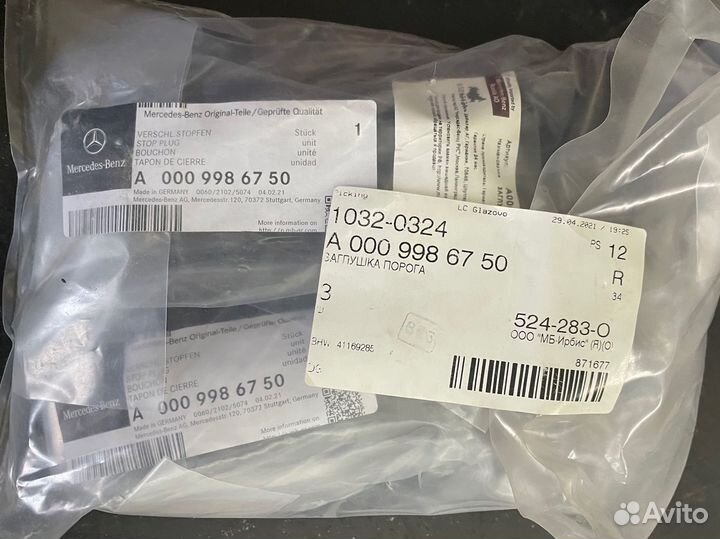 Mercedes-Benz Original-Teile/Geprüfte Qualität
Mercedes-Benz
VERSCHL.STOPFEN Stück 1
STOP PLUG unit
BOUCHON unité
TAPON DE CIERRE unidad
A 000 998 67 50
Made in GERMANY 0060/2102/5074 04.02.21
Mercedes-Benz AG, Mercedesstr.120, 70372 Stuttgart, Germany
More information on
Picking
LC Glazovo
29.04.2021 / 19:25
1032-0324
PS 12
A 000 998 67 50
R
ЗАГЛУШКА ПОРОГА
34
3
524-283-О
ООО "МБ-Ирбис" (Я)(О)
41169285
871677
s-Benz Original-Teile/Geprüfte Qualität
STOPFEN Stück
STOP PLUG unit
BOUCHON unité
TAPON DE CIERRE unidad
Mercedes-Benz
A 000 998 67 50
Made in GERMANY 0060/2102/5074 04.02.21
Mercedes-Benz AG, Mercedesstr.120, 70372 Stuttgart, Germany
More information on
Avito